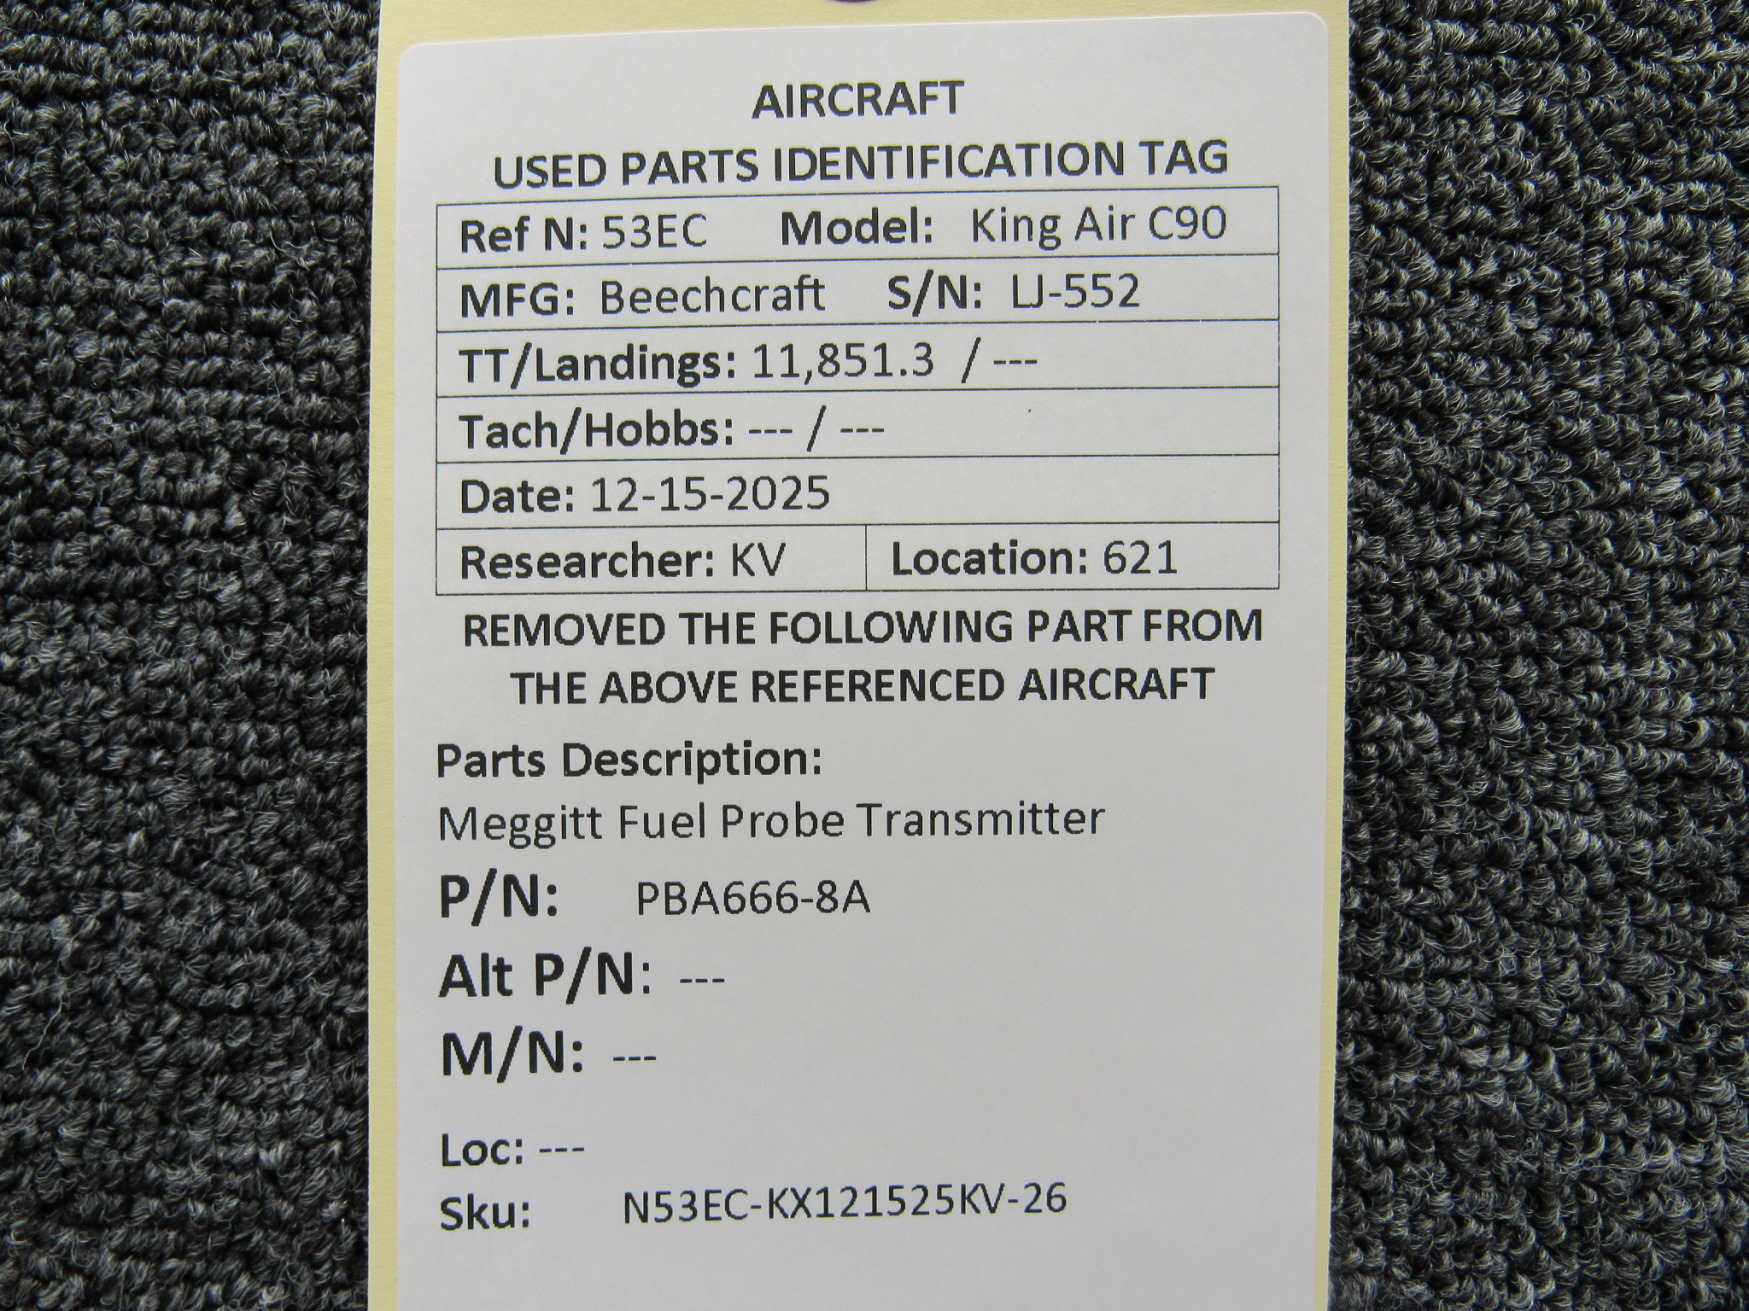 AIRCRAFT
USED PARTS IDENTIFICATION TAG
Ref N: 53EC Model: King Air C90
MFG: Beechcraft S/N: LJ-552
TT/Landings: 11,851.3 / ---
Tach/Hobbs: --- / ---
Date: 12-15-2025
Researcher: KV Location: 621
REMOVED THE FOLLOWING PART FROM
THE ABOVE REFERENCED AIRCRAFT
Parts Description:
Meggitt Fuel Probe Transmitter
P/N: PBA666-8A
Alt P/N: ---
M/N: ---
Loc: ---
Sku: N53EC-KX121525KV-26